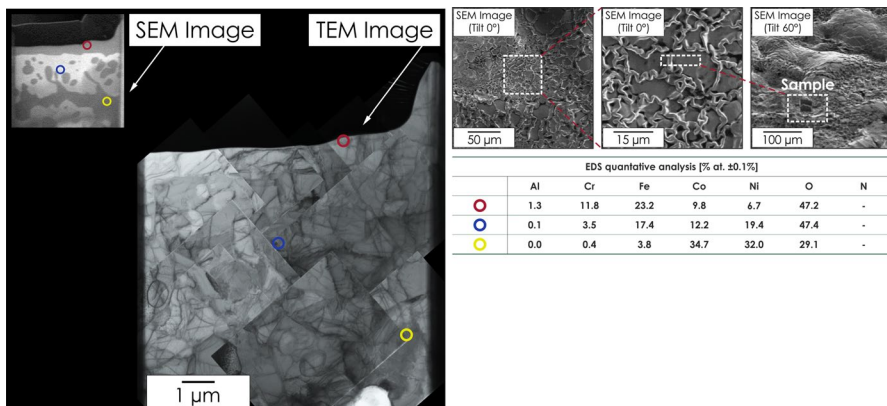 SEM Image
TEM Image
1 μm
SEM Image
(Tilt 0°)
50 μm
SEM Image
(Tilt 0°)
15 μm
SEM Image
(Tilt 60°)
Sample
100 μm
EDS quantative analysis [% at. ±0.1%]
Al Cr Fe Co Ni O N
1.3 11.8 23.2 9.8 6.7 47.2 -
0.1 3.5 17.4 12.2 19.4 47.4 -
0.0 0.4 3.8 34.7 32.0 29.1 -